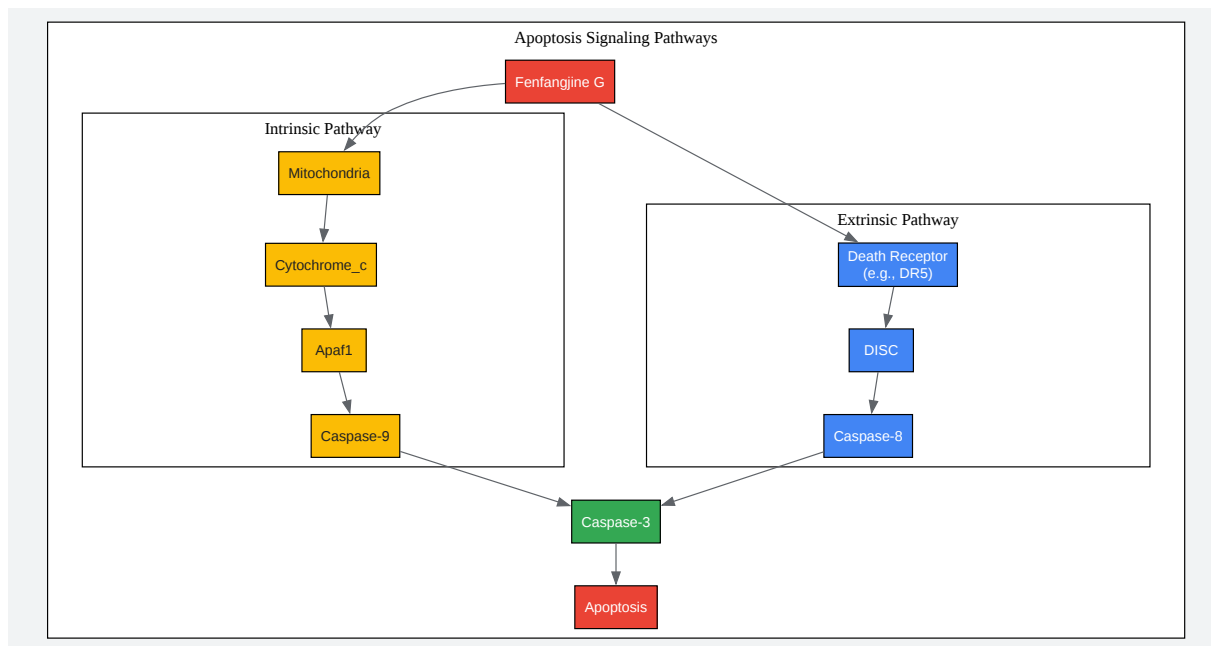 Apoptosis Signaling Pathways
Fenfangjine G
Intrinsic Pathway
Mitochondria
Cytochrome_c
Apaf1
Caspase-9
Extrinsic Pathway
Death Receptor
(e.g., DR5)
DISC
Caspase-8
Caspase-3
Apoptosis